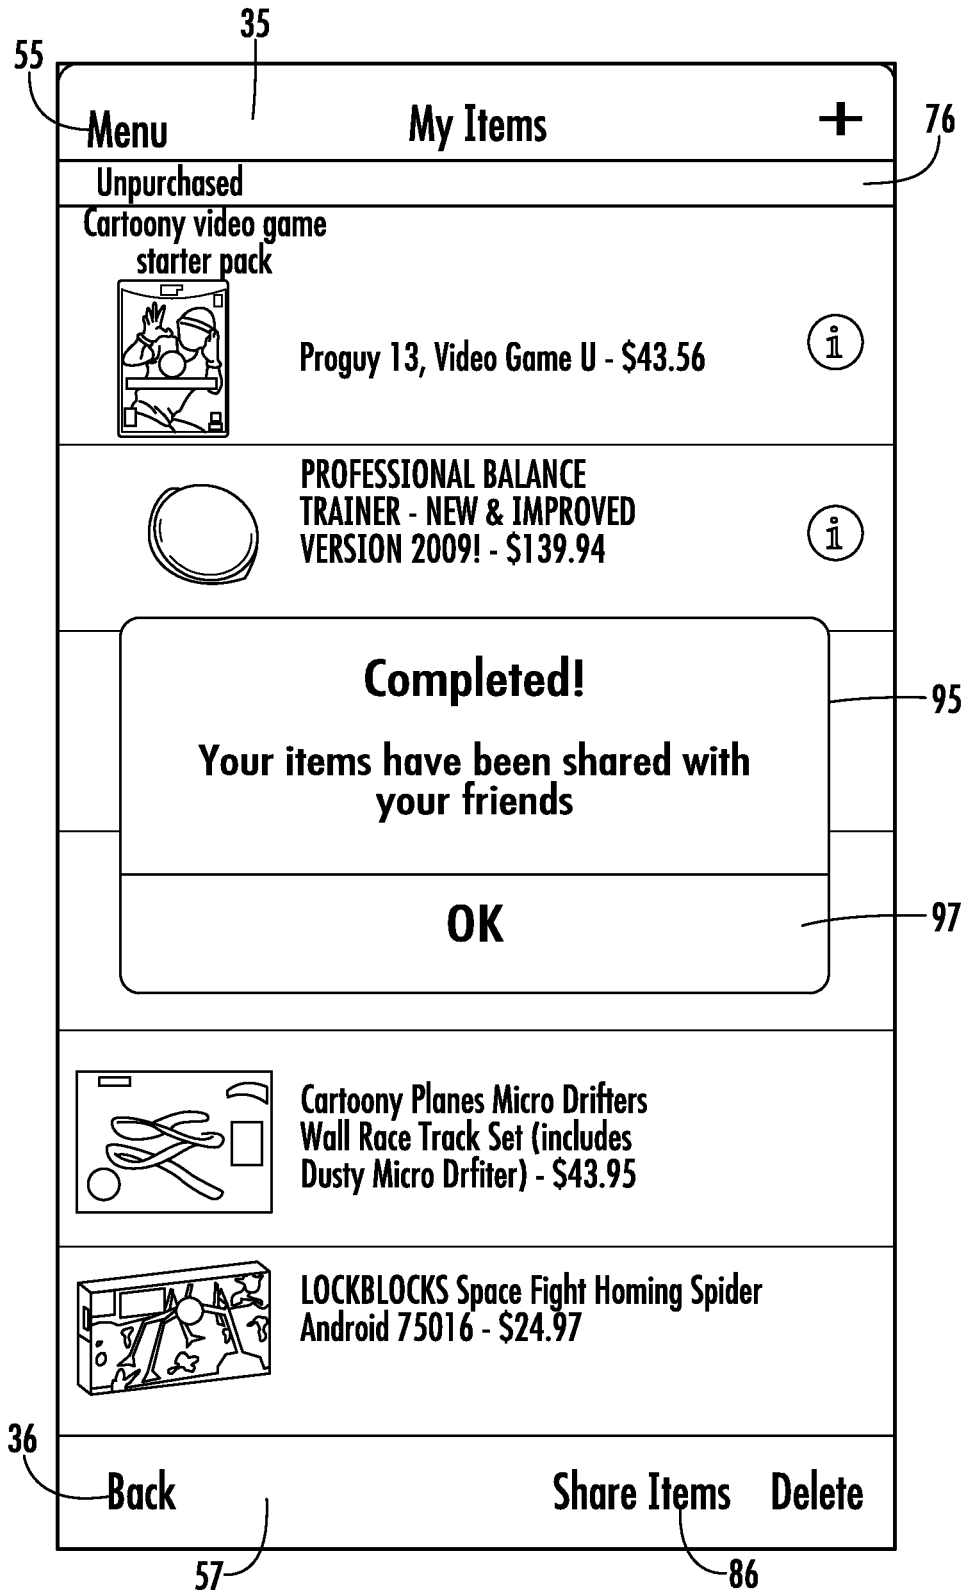 35
55
Menu
My Items
+
76
Unpurchased
Cartoony video game
starter pack
Proguy 13, Video Game U - $43.56
i
PROFESSIONAL BALANCE
TRAINER - NEW & IMPROVED
VERSION 2009! - $139.94
i
Completed!
95
Your items have been shared with
your friends
OK
97
Cartoony Planes Micro Drifters
Wall Race Track Set (includes
Dusty Micro Drfiter) - $43.95
LOCKBLOCKS Space Fight Homing Spider
Android 75016 - $24.97
36
Back
Share Items
Delete
57
86